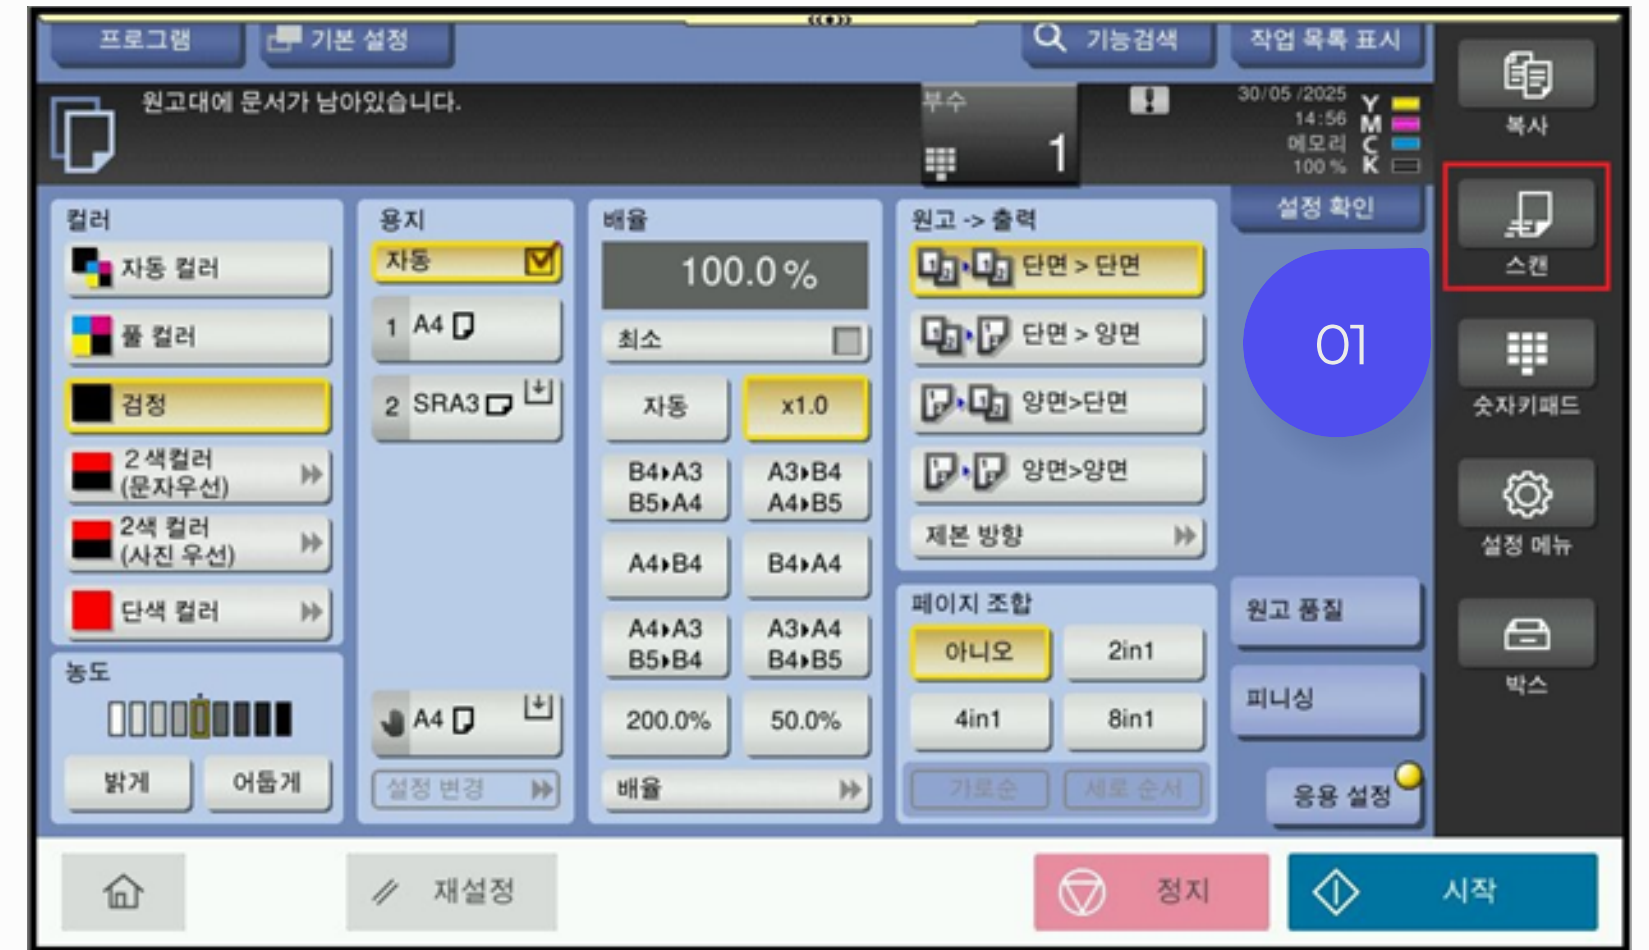 프로그램
기본 설정
기능검색
작업 목록 표시
원고대에 문서가 남아있습니다.
부수
1
30/05 /2025
14:56
메모리
100 %
Y
M
C
K
복사
스캔
숫자키패드
설정 메뉴
박스
설정 확인
01
컬러
자동 컬러
풀 컬러
검정
2 색컬러
(문자우선)
2색 컬러
(사진 우선)
단색 컬러
농도
밝게
어둡게
용지
자동
1 A4
2 SRA3
A4
설정 변경
배율
100.0 %
최소
자동
x1.0
B4▸A3
B5▸A4
A3▸B4
A4▸B5
A4▸B4
B4▸A4
A4▸A3
B5▸B4
A3▸A4
B4▸B5
200.0%
50.0%
배율
원고 -> 출력
단면 > 단면
단면 > 양면
양면>단면
양면>양면
제본 방향
페이지 조합
아니오
2in1
4in1
8in1
가로순
세로 순서
원고 품질
피니싱
응용 설정
재설정
정지
시작